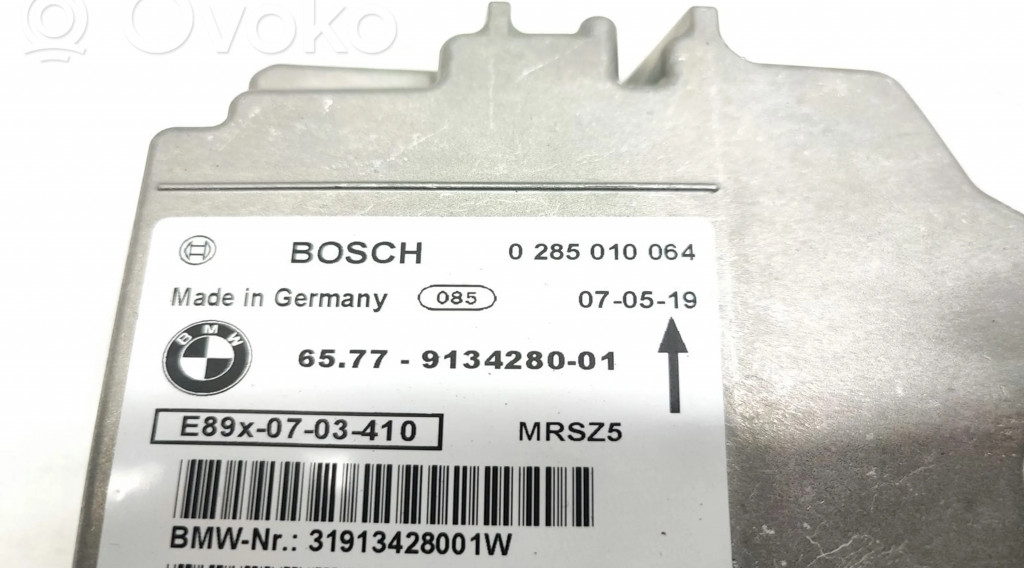 Ovoko
BOSCH 0 285 010 064
Made in Germany 085 07-05-19
BMW
65.77 - 9134280-01
E89x-07-03-410 MRSZ5
BMW-Nr.: 31913428001W